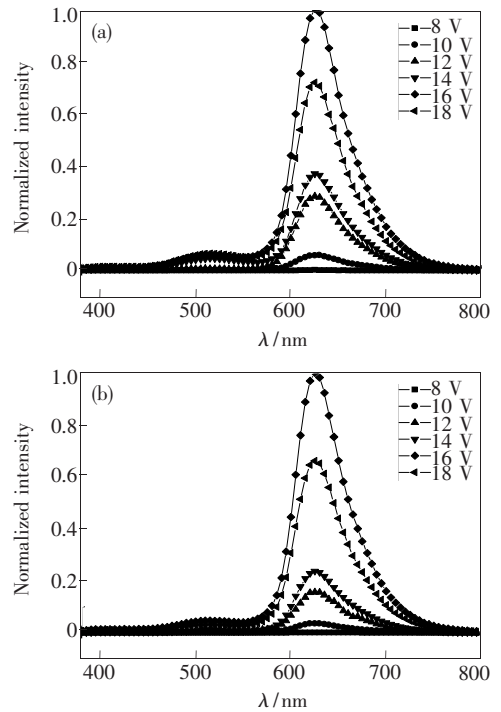 (a)
1.0
0.8
0.6
0.4
0.2
0
Normalized intensity
8 V
10 V
12 V
14 V
16 V
18 V
400
500
600
700
800
λ/nm
(b)
1.0
0.8
0.6
0.4
0.2
0
Normalized intensity
8 V
10 V
12 V
14 V
16 V
18 V
400
500
600
700
800
λ/nm